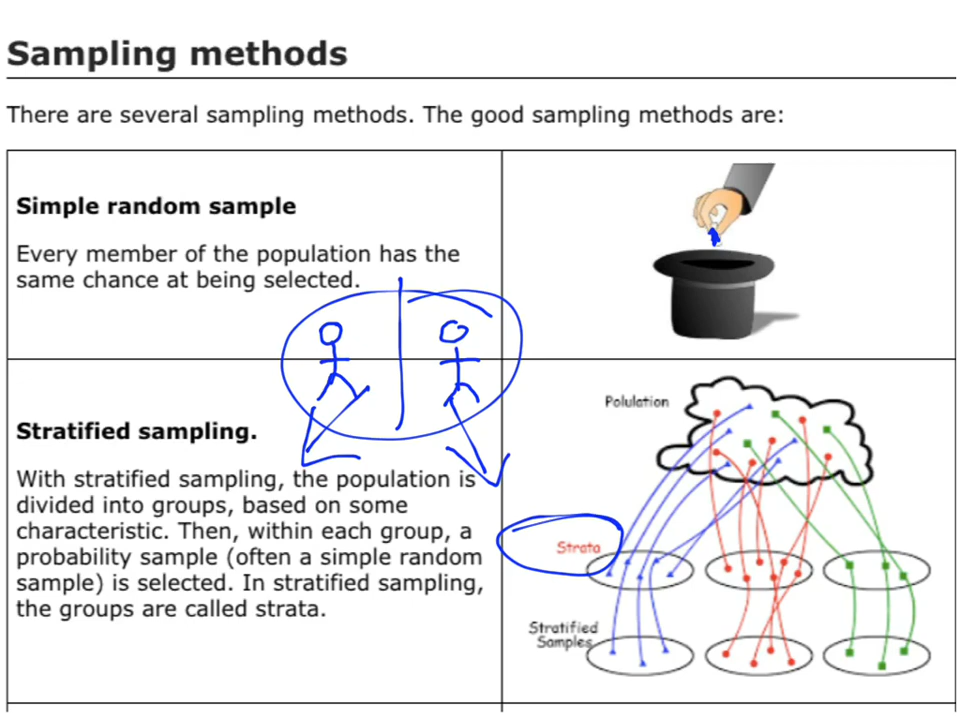 Sampling methods
There are several sampling methods. The good sampling methods are:
Simple random sample
Every member of the population has the
same chance at being selected.
Stratified sampling.
With stratified sampling, the population is
divided into groups, based on some
characteristic. Then, within each group, a
probability sample (often a simple random
sample) is selected. In stratified sampling,
the groups are called strata.
Polulation
Strata
Stratified
Samples